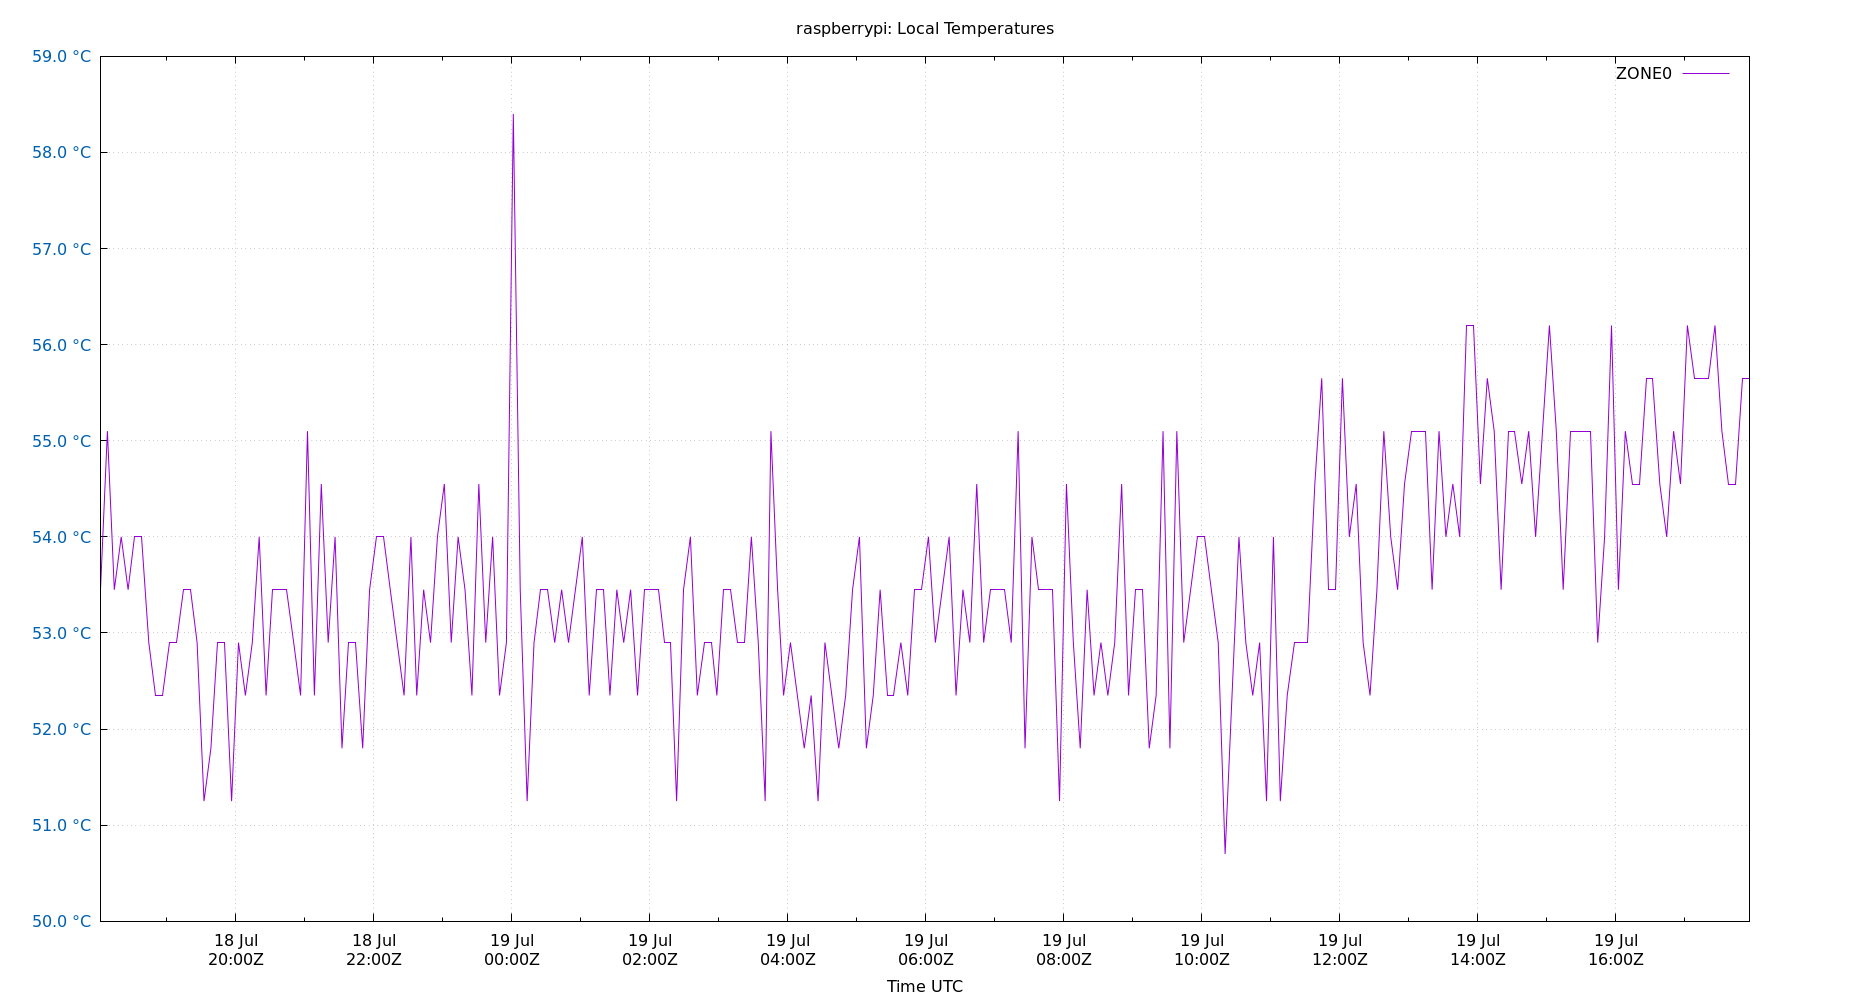 raspberrypi: Local Temperatures
ZONE0
59.0 °C
58.0 °C
57.0 °C
56.0 °C
55.0 °C
54.0 °C
53.0 °C
52.0 °C
51.0 °C
50.0 °C
18 Jul 18 Jul 19 Jul 19 Jul 19 Jul 19 Jul 19 Jul 19 Jul 19 Jul 19 Jul 19 Jul
20:00Z 22:00Z 00:00Z 02:00Z 04:00Z 06:00Z 08:00Z 10:00Z 12:00Z 14:00Z 16:00Z
Time UTC